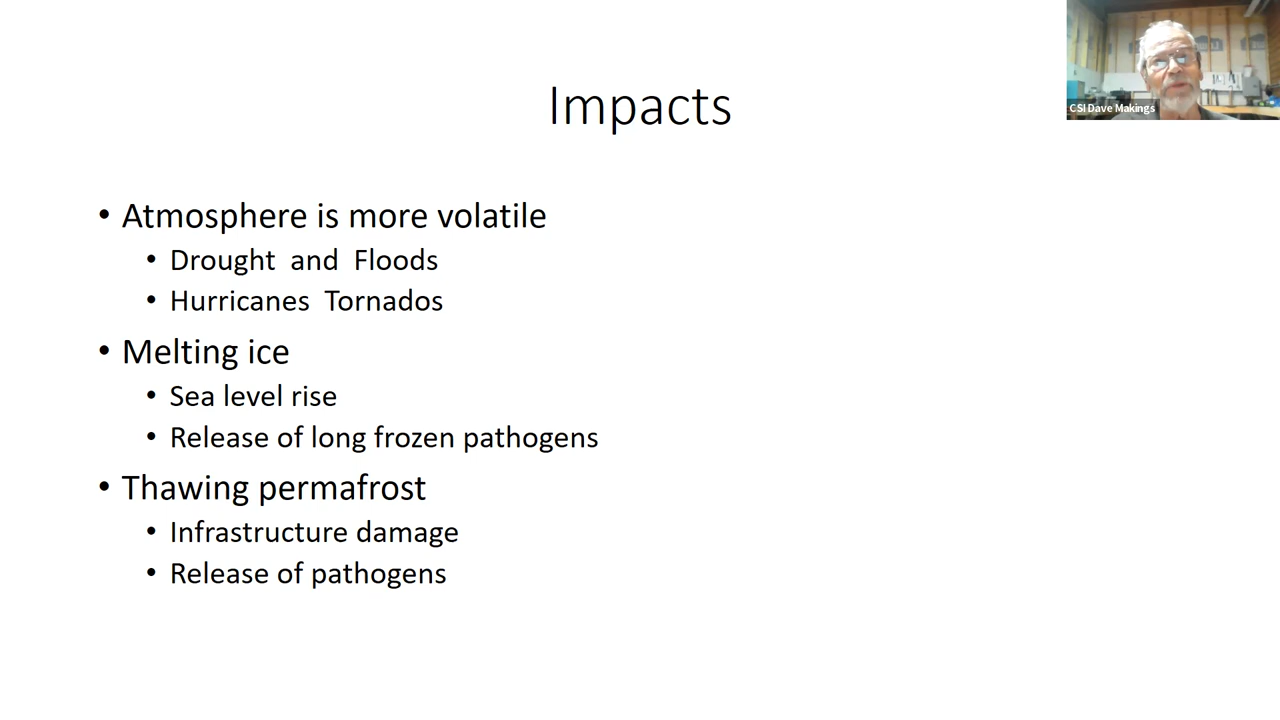 CSI Dave Makings
Impacts
• Atmosphere is more volatile
• Drought and Floods
• Hurricanes Tornados
• Melting ice
• Sea level rise
• Release of long frozen pathogens
• Thawing permafrost
• Infrastructure damage
• Release of pathogens